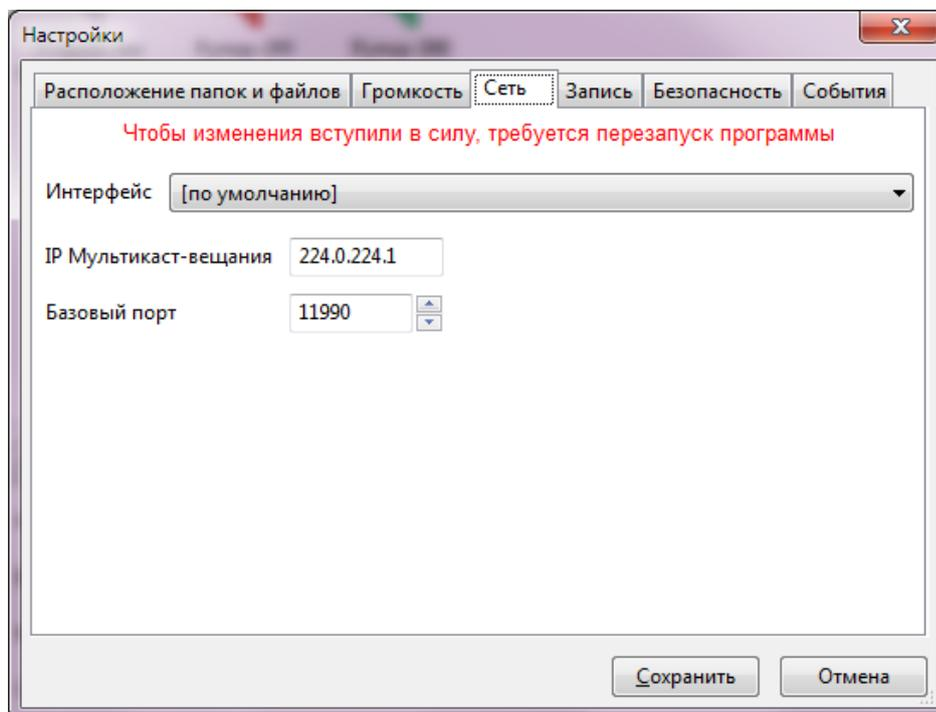 Настройки
Расположение папок и файлов Громкость Сеть Запись Безопасность События
Чтобы изменения вступили в силу, требуется перезапуск программы
Интерфейс [по умолчанию]
IP Мультикаст-вещания 224.0.224.1
Базовый порт 11990
Сохранить Отмена